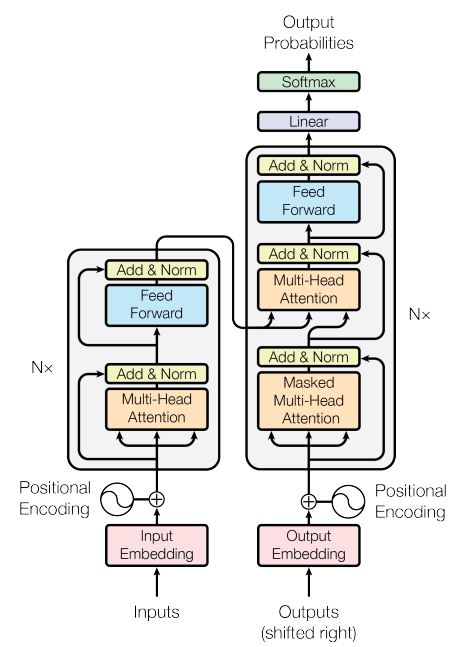 Output
Probabilities
Softmax
Linear
Add & Norm
Feed
Forward
Add & Norm
Multi-Head
Attention
Add & Norm
Masked
Multi-Head
Attention
N×
Positional
Encoding
Output
Embedding
Outputs
(shifted right)
Add & Norm
Feed
Forward
Add & Norm
Multi-Head
Attention
N×
Positional
Encoding
Input
Embedding
Inputs